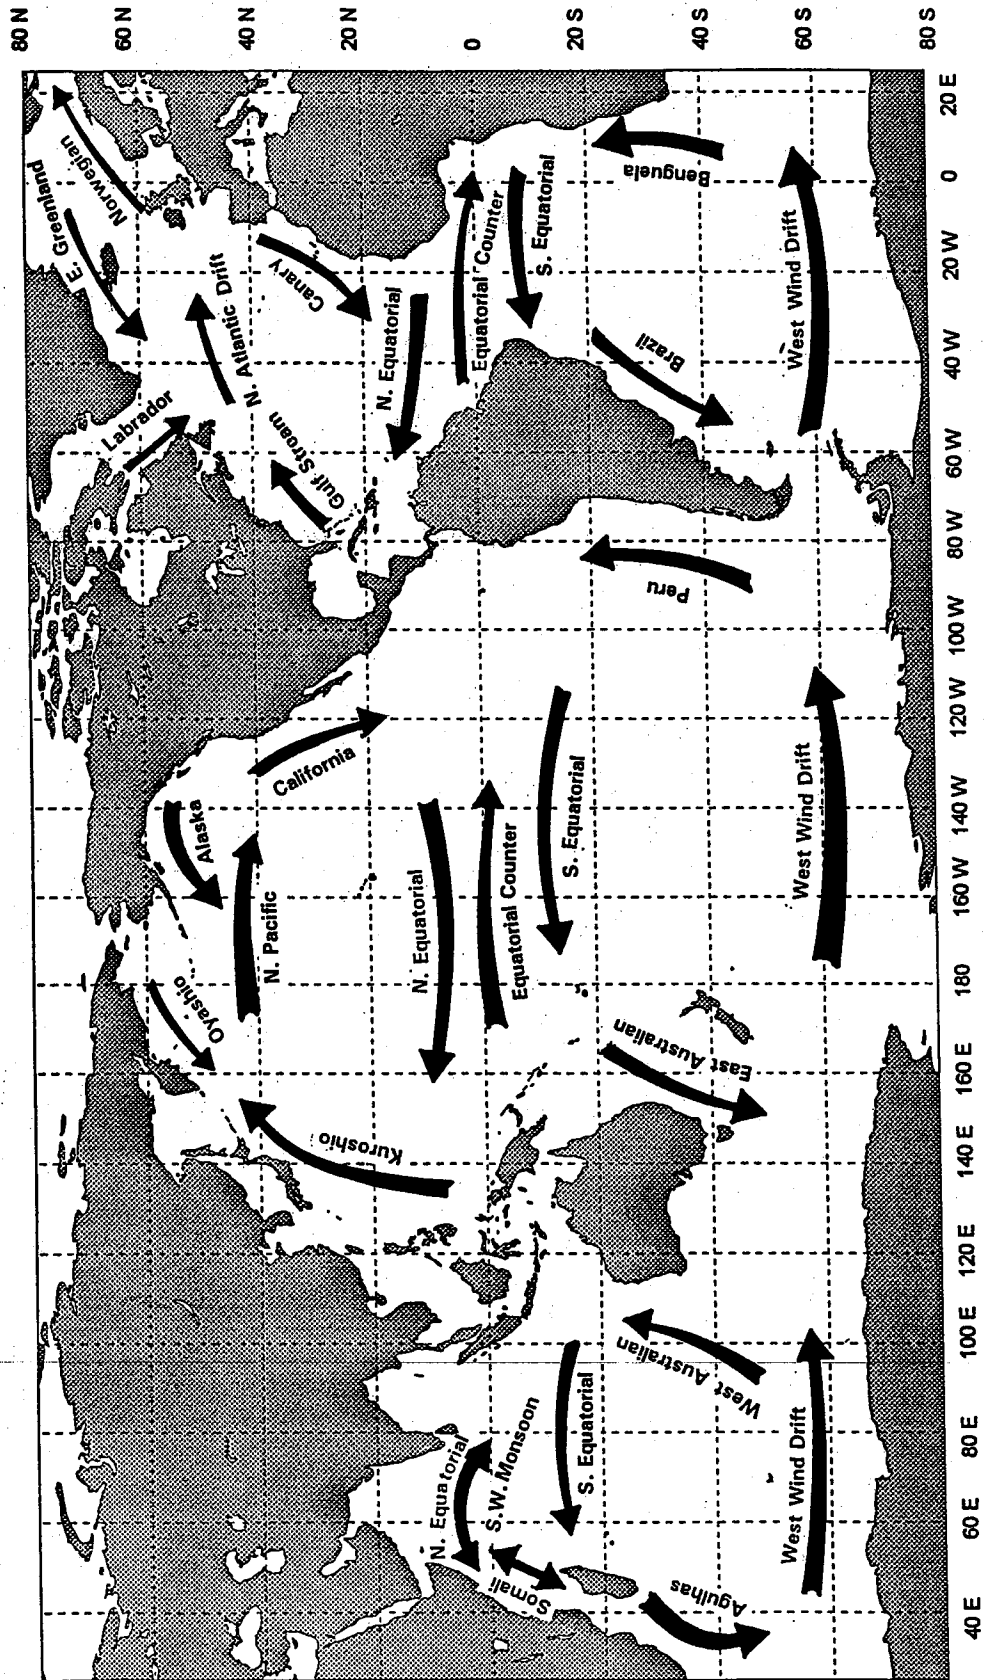 80 N
60 N
40 N
20 N
0
20 S
40 S
60 S
80 S
20 E
0
20 W
40 W
60 W
80 W
100 W
120 W
140 W
160 W
180
160 E
140 E
120 E
100 E
80 E
60 E
40 E
Norwegian
E. Greenland
Labrador
N. Atlantic Drift
Gulf Stroam
Canary
N. Equatorial
Equatorial Counter
S. Equatorial
Benguela
Brazil
West Wind Drift
Peru
California
Alaska
N. Pacific
Oyashio
Kuroshio
N. Equatorial
Equatorial Counter
S. Equatorial
West Wind Drift
East Australian
West Australian
N. Equatorial
S.W. Monsoon
S. Equatorial
Somali
Agulhas
West Wind Drift